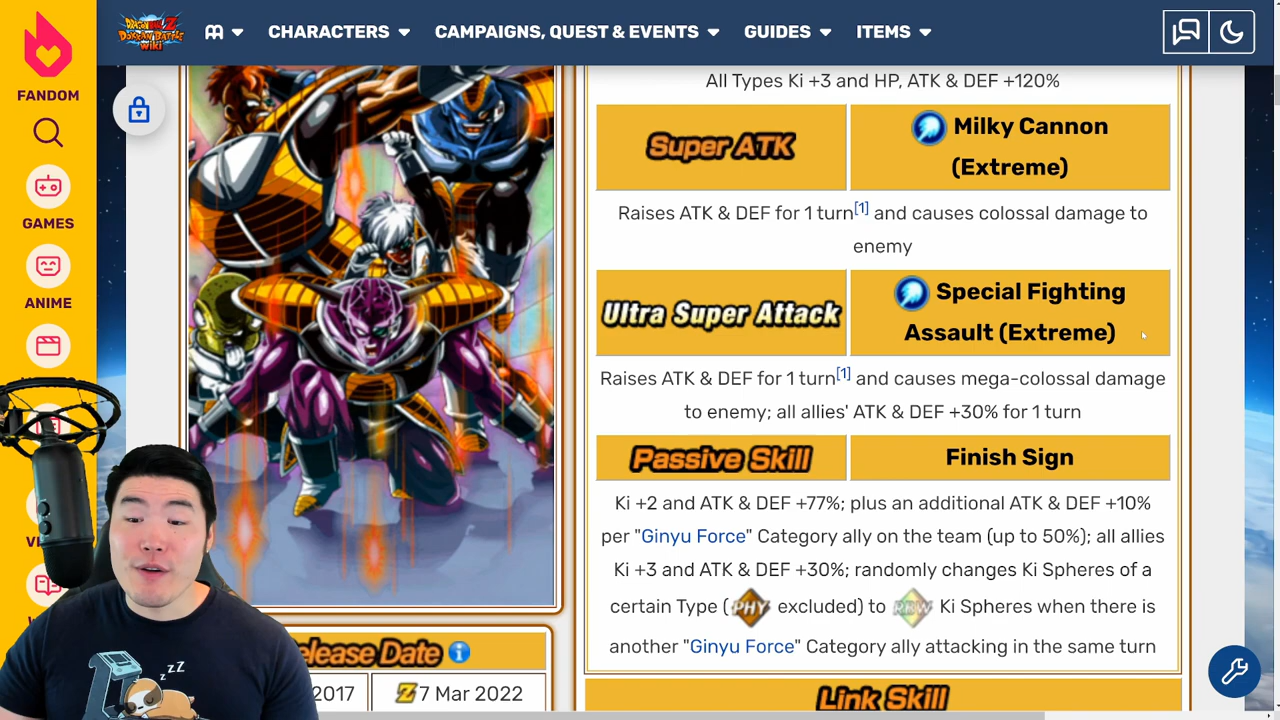 DRAGONBALL Z
DOKKAN BATTLE
WIKI
CHARACTERS
CAMPAIGNS, QUEST & EVENTS
GUIDES
ITEMS
FANDOM
GAMES
ANIME
All Types Ki +3 and HP, ATK & DEF +120%
Super ATK
Milky Cannon
(Extreme)
Raises ATK & DEF for 1 turn[1] and causes colossal damage to
enemy
Ultra Super Attack
Special Fighting
Assault (Extreme)
Raises ATK & DEF for 1 turn[1] and causes mega-colossal damage
to enemy; all allies' ATK & DEF +30% for 1 turn
Passive Skill
Finish Sign
Ki +2 and ATK & DEF +77%; plus an additional ATK & DEF +10%
per "Ginyu Force" Category ally on the team (up to 50%); all allies
Ki +3 and ATK & DEF +30%; randomly changes Ki Spheres of a
certain Type (PHY excluded) to RAINBOW Ki Spheres when there is
another "Ginyu Force" Category ally attacking in the same turn
elease Date
2017
Z 7 Mar 2022
Link Skill
z z Z